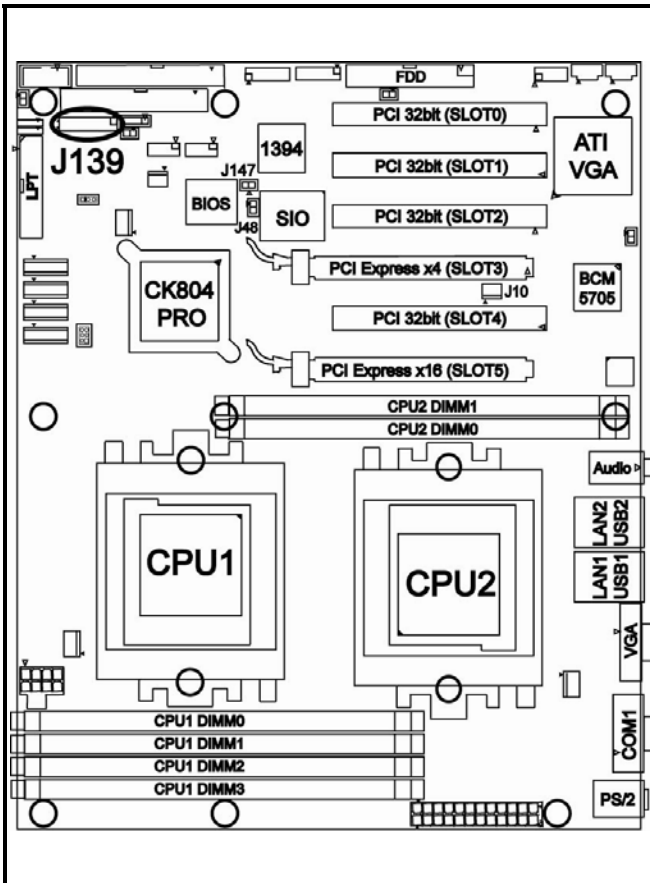 FDD
PCI 32bit (SLOT0)
ATI
VGA
J139
1394
PCI 32bit (SLOT1)
LPT
J147
BIOS
SIO
J48
PCI 32bit (SLOT2)
PCI Express x4 (SLOT3)
CK804
PRO
J10
BCM
5705
PCI 32bit (SLOT4)
PCI Express x16 (SLOT5)
CPU2 DIMM1
CPU2 DIMM0
Audio
LAN2
USB2
CPU1
CPU2
LAN1
USB1
VGA
CPU1 DIMM0
CPU1 DIMM1
CPU1 DIMM2
CPU1 DIMM3
COM1
PS/2